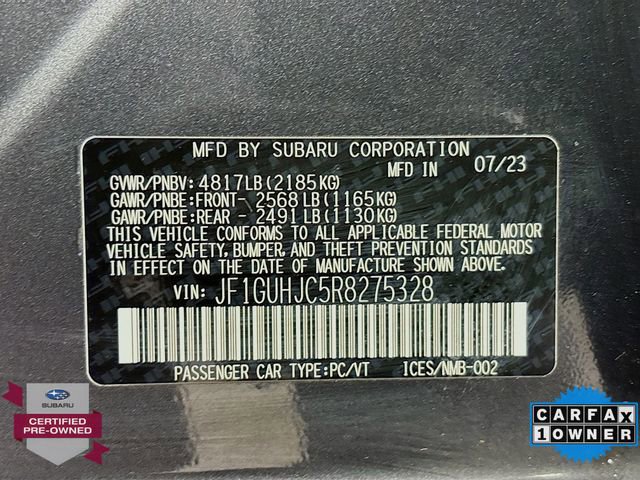 MFD BY SUBARU CORPORATION
MFD IN 07/23
GVWR/PNBV: 4817LB (2185KG)
GAWR/PNBE:FRONT- 2568 LB (1165KG)
GAWR/PNBE:REAR - 2491 LB (1130KG)
THIS VEHICLE CONFORMS TO ALL APPLICABLE FEDERAL MOTOR
VEHICLE SAFETY, BUMPER, AND THEFT PREVENTION STANDARDS
IN EFFECT ON THE DATE OF MANUFACTURE SHOWN ABOVE.
VIN: JF1GUHJC5R8275328
PASSENGER CAR TYPE:PC/VT ICES/NMB-002
SUBARU
CERTIFIED
PRE-OWNED
CARFAX
1 OWNER